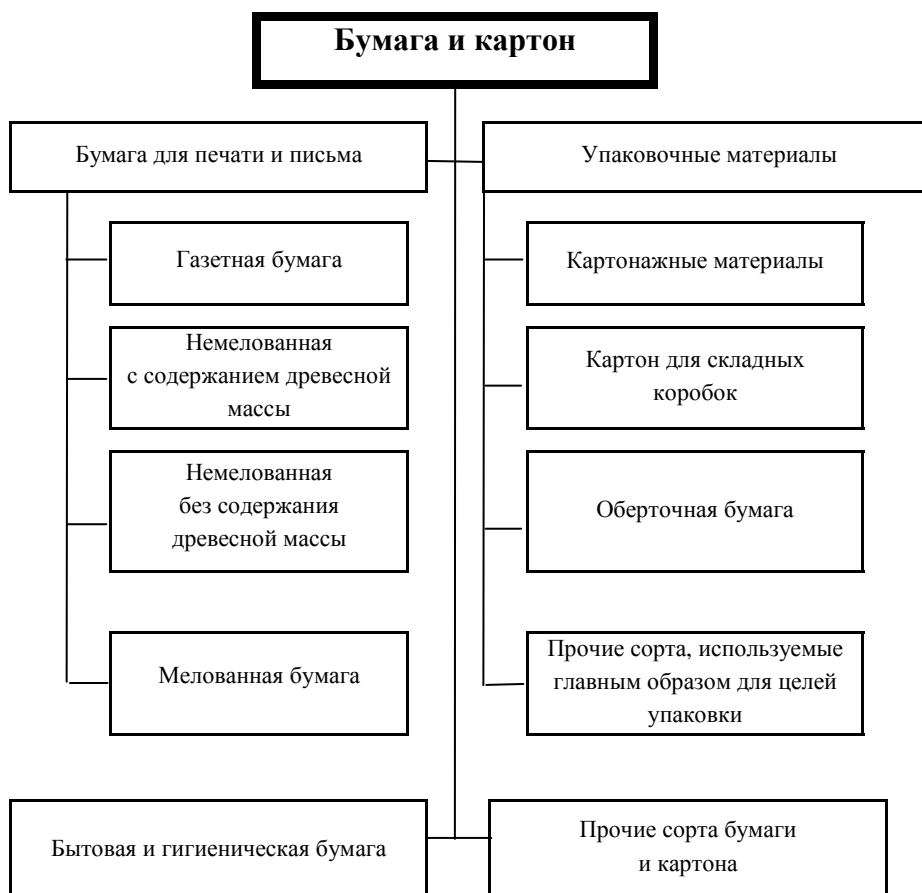 Бумага и картон
Бумага для печати и письма
Упаковочные материалы
Газетная бумага
Картонажные материалы
Немелованная
с содержанием древесной
массы
Картон для складных
коробок
Немелованная
без содержания
древесной массы
Оберточная бумага
Мелованная бумага
Прочие сорта, используемые
главным образом для целей
упаковки
Бытовая и гигиеническая бумага
Прочие сорта бумаги
и картона